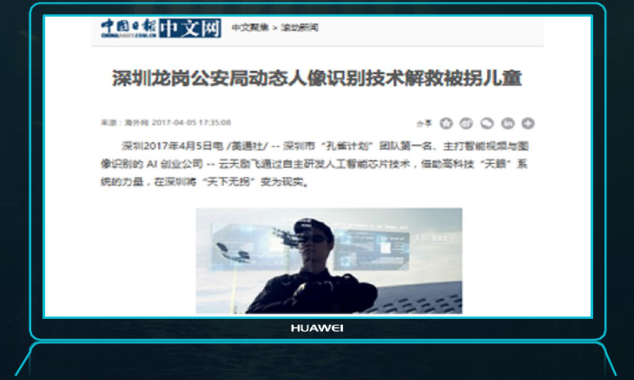 中国日报
CHINADAILY.COM.CN
中文网
中文聚焦 > 滚动新闻
深圳龙岗公安局动态人像识别技术解救被拐儿童
来源：海外网 2017-04-05 17:35:08
分享
深圳2017年4月5日电 /美通社/ -- 深圳市“孔雀计划”团队第一名、主打智能视频与图
像识别的 AI 创业公司 -- 云天励飞通过自主研发人工智能芯片技术，借助高科技“天眼”系
统的力量，在深圳将“天下无拐”变为现实。
HUAWEI